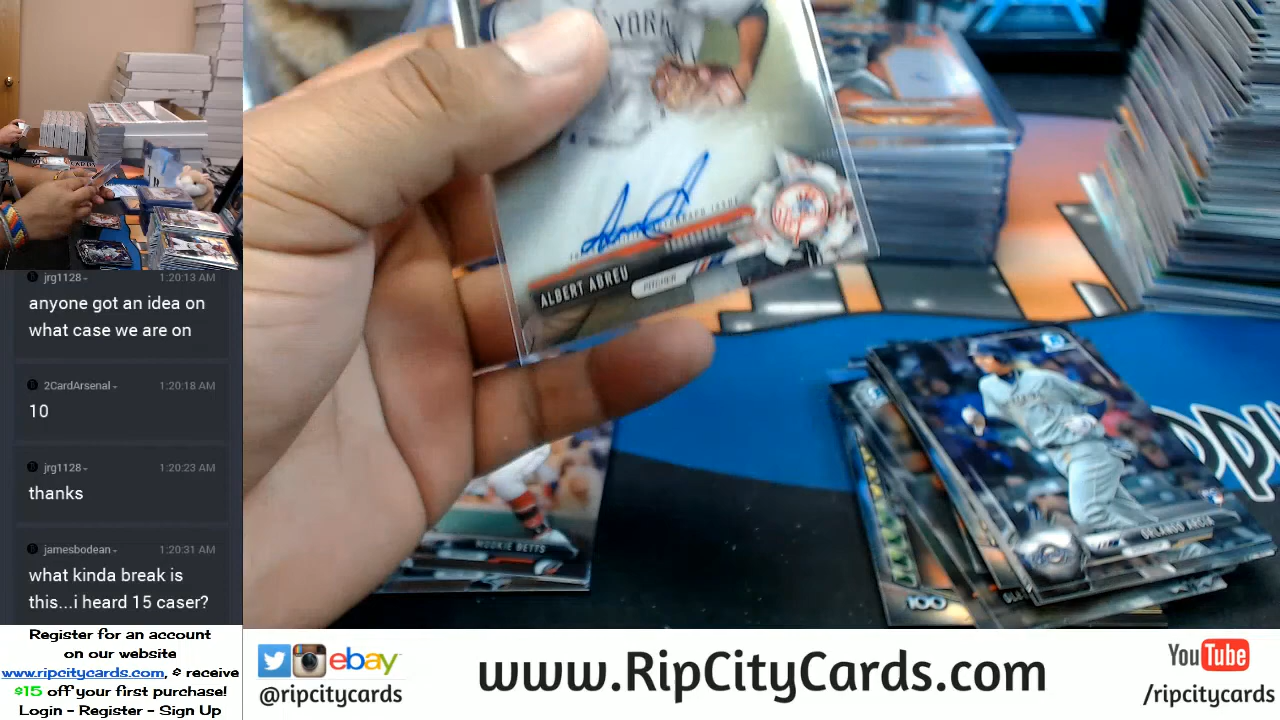 jrg1128
1:20:13 AM
anyone got an idea on
what case we are on
2CardArsenal
1:20:18 AM
10
jrg1128
1:20:23 AM
thanks
jamesbodean
1:20:31 AM
what kinda break is
this...i heard 15 caser?
Register for an account
on our website
www.ripcitycards.com, & receive
$15 off your first purchase!
Login - Register - Sign Up
YORK
ALBERT ABREU
PITCHER
MOOKIE BETTS
ORLANDO ARCIA
100
ebay
@ripcitycards
www.RipCityCards.com
YouTube
/ripcitycards